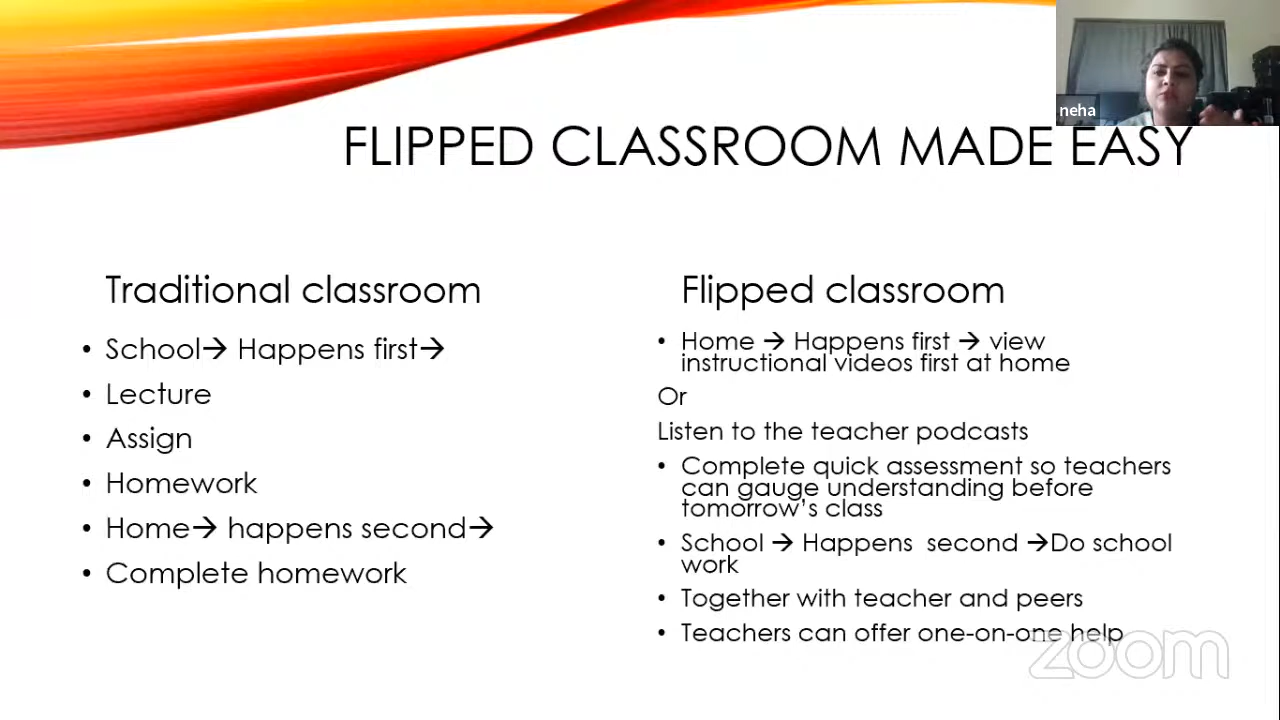 neha
FLIPPED CLASSROOM MADE EASY
Traditional classroom
• School→ Happens first→
• Lecture
• Assign
• Homework
• Home→ happens second→
• Complete homework
Flipped classroom
• Home → Happens first → view
instructional videos first at home
Or
Listen to the teacher podcasts
• Complete quick assessment so teachers
can gauge understanding before
tomorrow’s class
• School → Happens second →Do school
work
• Together with teacher and peers
• Teachers can offer one-on-one help
zoom